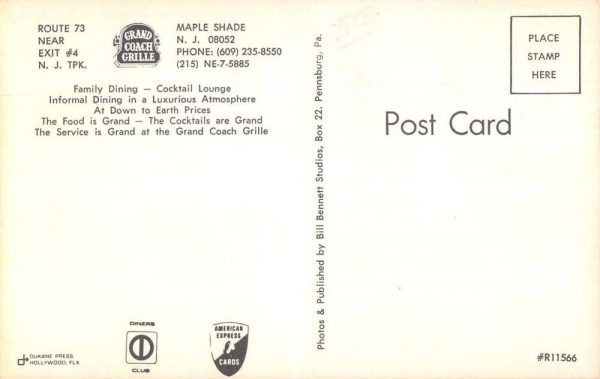 ROUTE 73
NEAR
EXIT #4
N. J. TPK.
GRAND
COACH
GRILLE
MAPLE SHADE
N. J. 08052
PHONE: (609) 235-8550
(215) NE-7-5885
Family Dining — Cocktail Lounge
Informal Dining in a Luxurious Atmosphere
At Down to Earth Prices
The Food is Grand — The Cocktails are Grand
The Service is Grand at the Grand Coach Grille
Photos & Published by Bill Bennett Studios, Box 22, Pennsburg, Pa.
PLACE
STAMP
HERE
Post Card
DUKANE PRESS
HOLLYWOOD, FLA
DINERS
CLUB
AMERICAN
EXPRESS
CARDS
#R11566